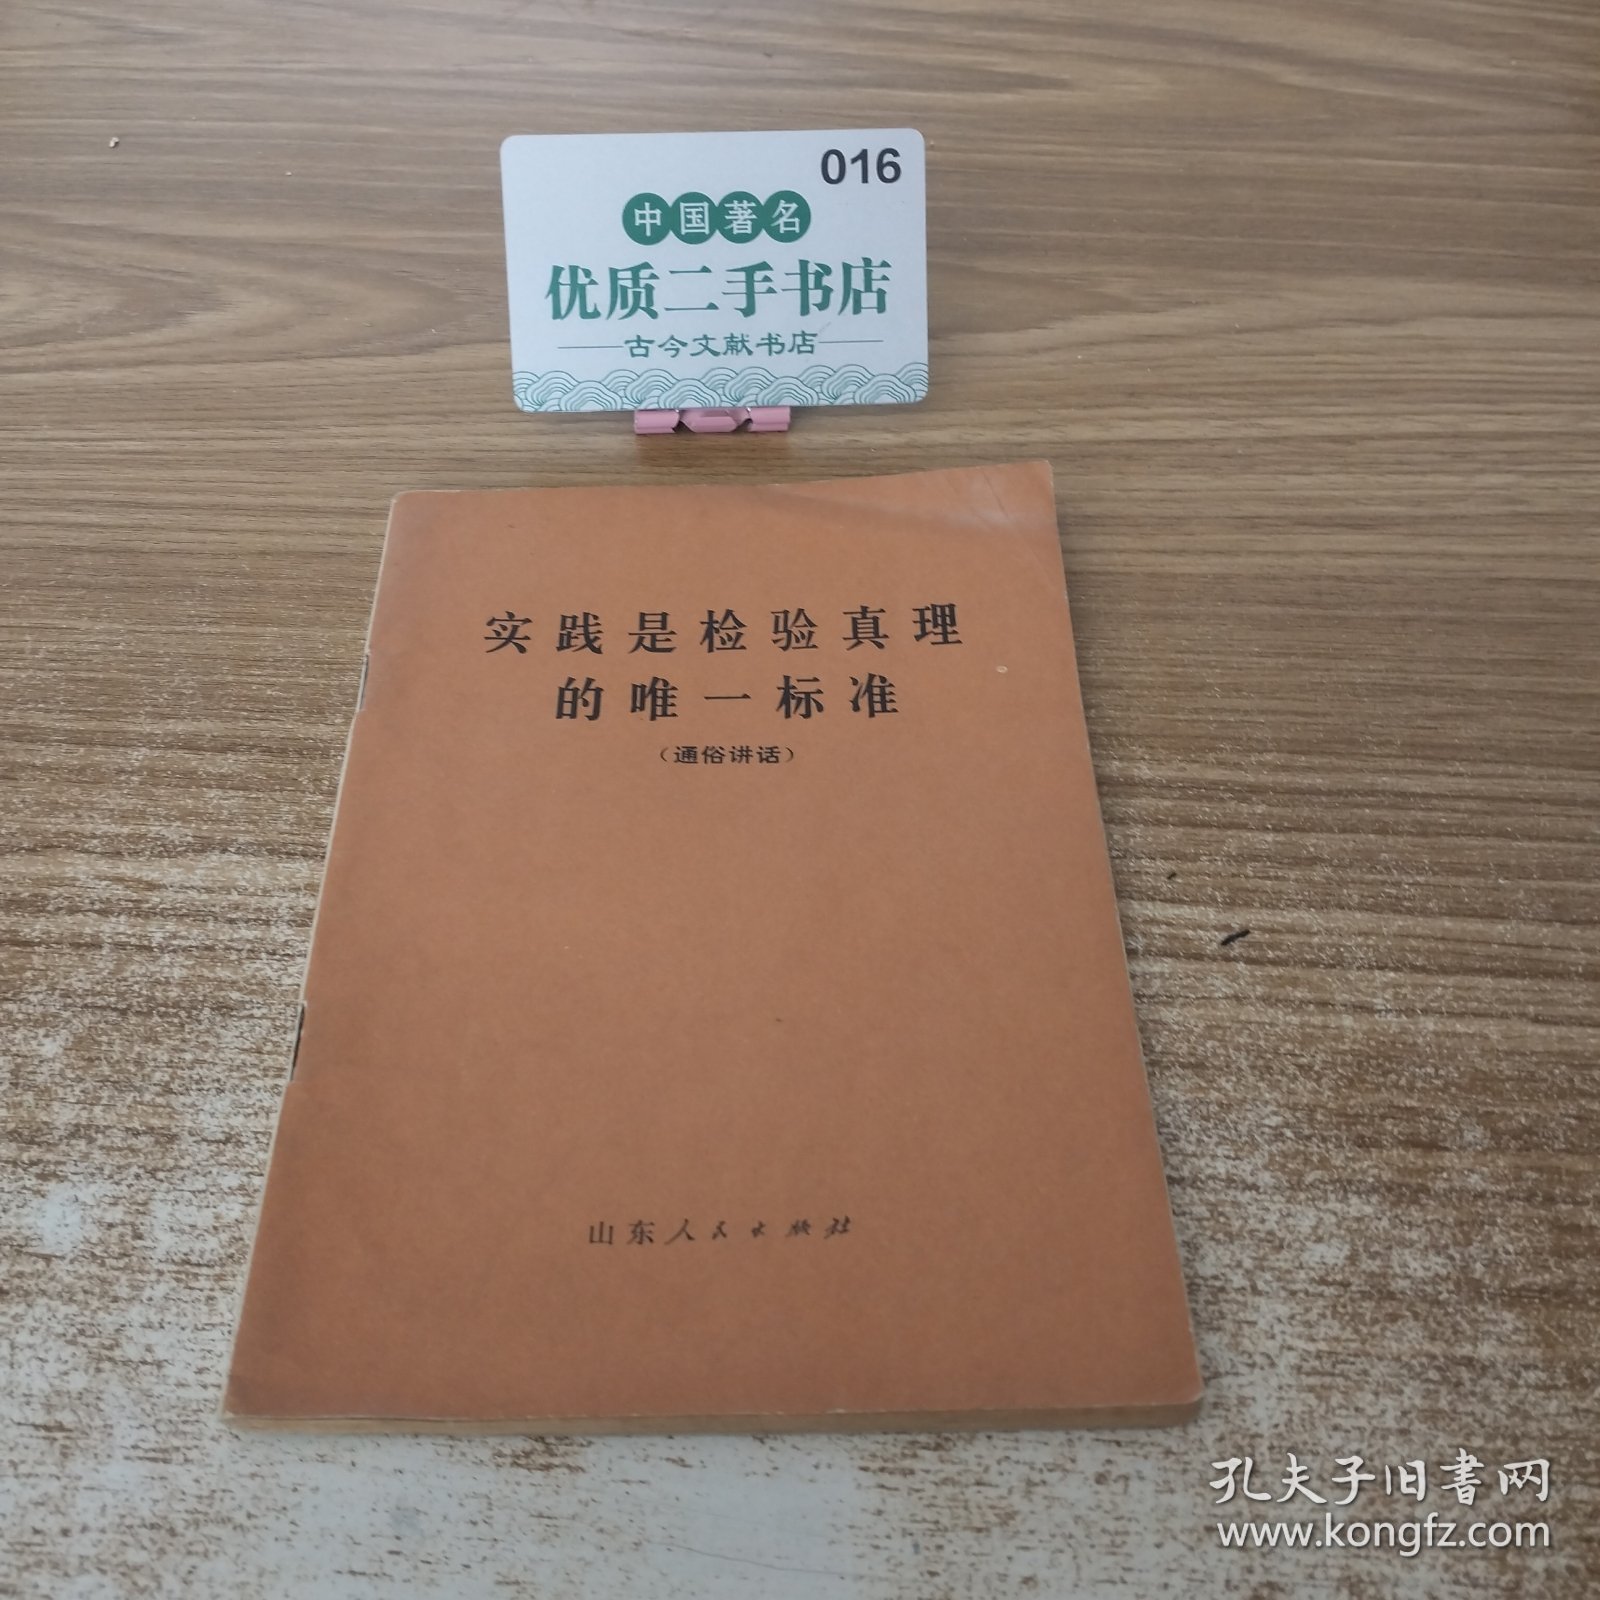 016
中国著名
优质二手书店
古今文献书店
实践是检验真理
的唯一标准
（通俗讲话）
山东人民出版社
孔夫子旧书网
www.kongfz.com